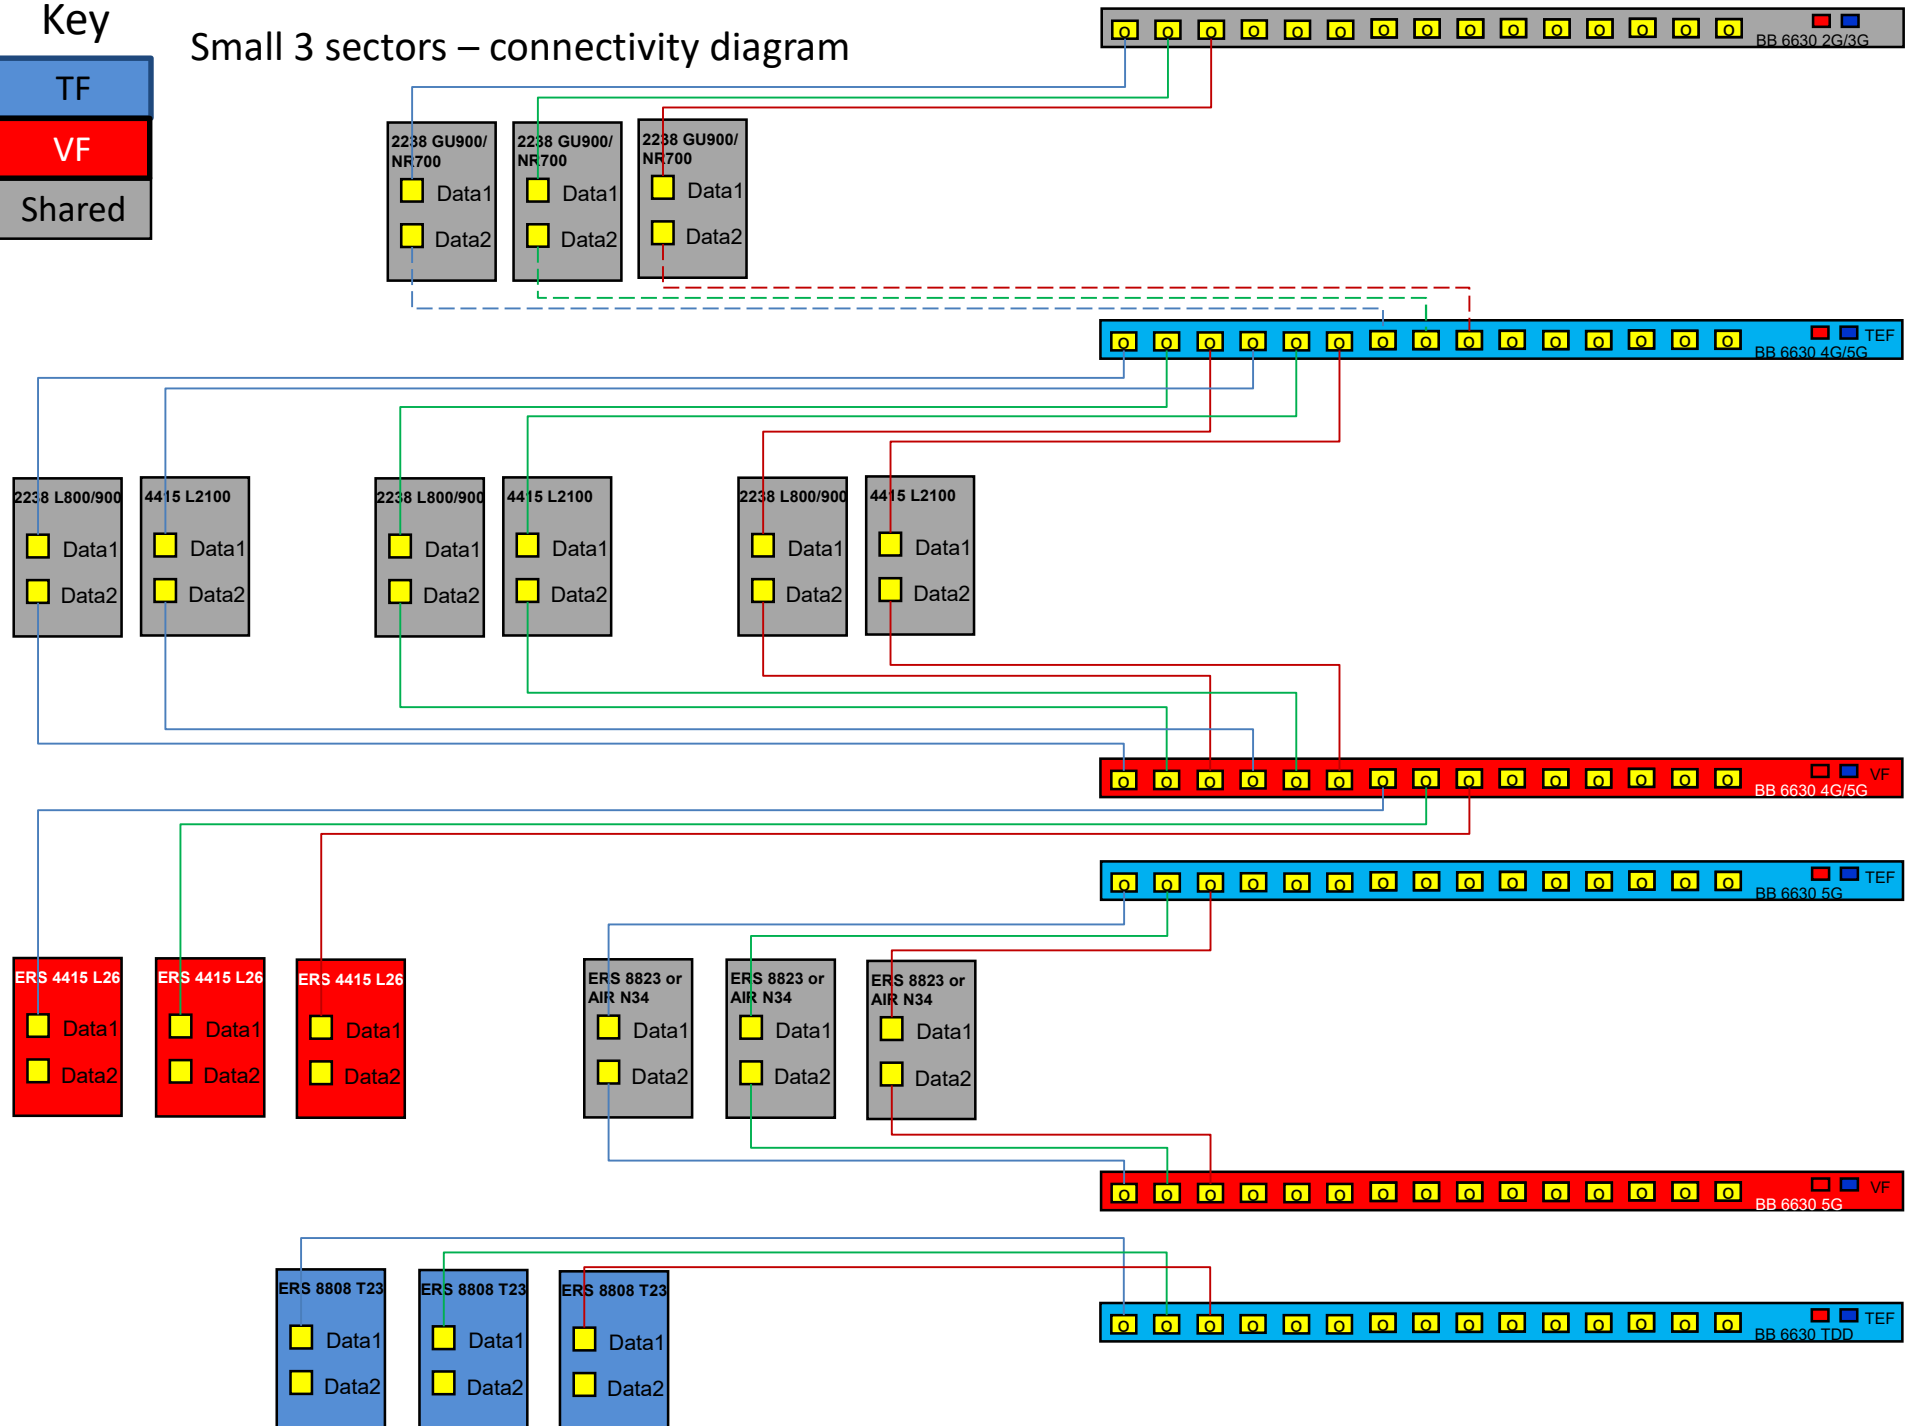 Key
TF
VF
Shared
Small 3 sectors – connectivity diagram
O O O O O O O O O O O O O O O
BB 6630 2G/3G
2238 GU900/
NR700
Data1
Data2
2238 GU900/
NR700
Data1
Data2
2238 GU900/
NR700
Data1
Data2
O O O O O O O O O O O O O O O
TEF
BB 6630 4G/5G
2238 L800/900
Data1
Data2
4415 L2100
Data1
Data2
2238 L800/900
Data1
Data2
4415 L2100
Data1
Data2
2238 L800/900
Data1
Data2
4415 L2100
Data1
Data2
O O O O O O O O O O O O O O O
VF
BB 6630 4G/5G
O O O O O O O O O O O O O O O
TEF
BB 6630 5G
ERS 4415 L26
Data1
Data2
ERS 4415 L26
Data1
Data2
ERS 4415 L26
Data1
Data2
ERS 8823 or
AIR N34
Data1
Data2
ERS 8823 or
AIR N34
Data1
Data2
ERS 8823 or
AIR N34
Data1
Data2
O O O O O O O O O O O O O O O
VF
BB 6630 5G
ERS 8808 T23
Data1
Data2
ERS 8808 T23
Data1
Data2
ERS 8808 T23
Data1
Data2
O O O O O O O O O O O O O O O
TEF
BB 6630 TDD